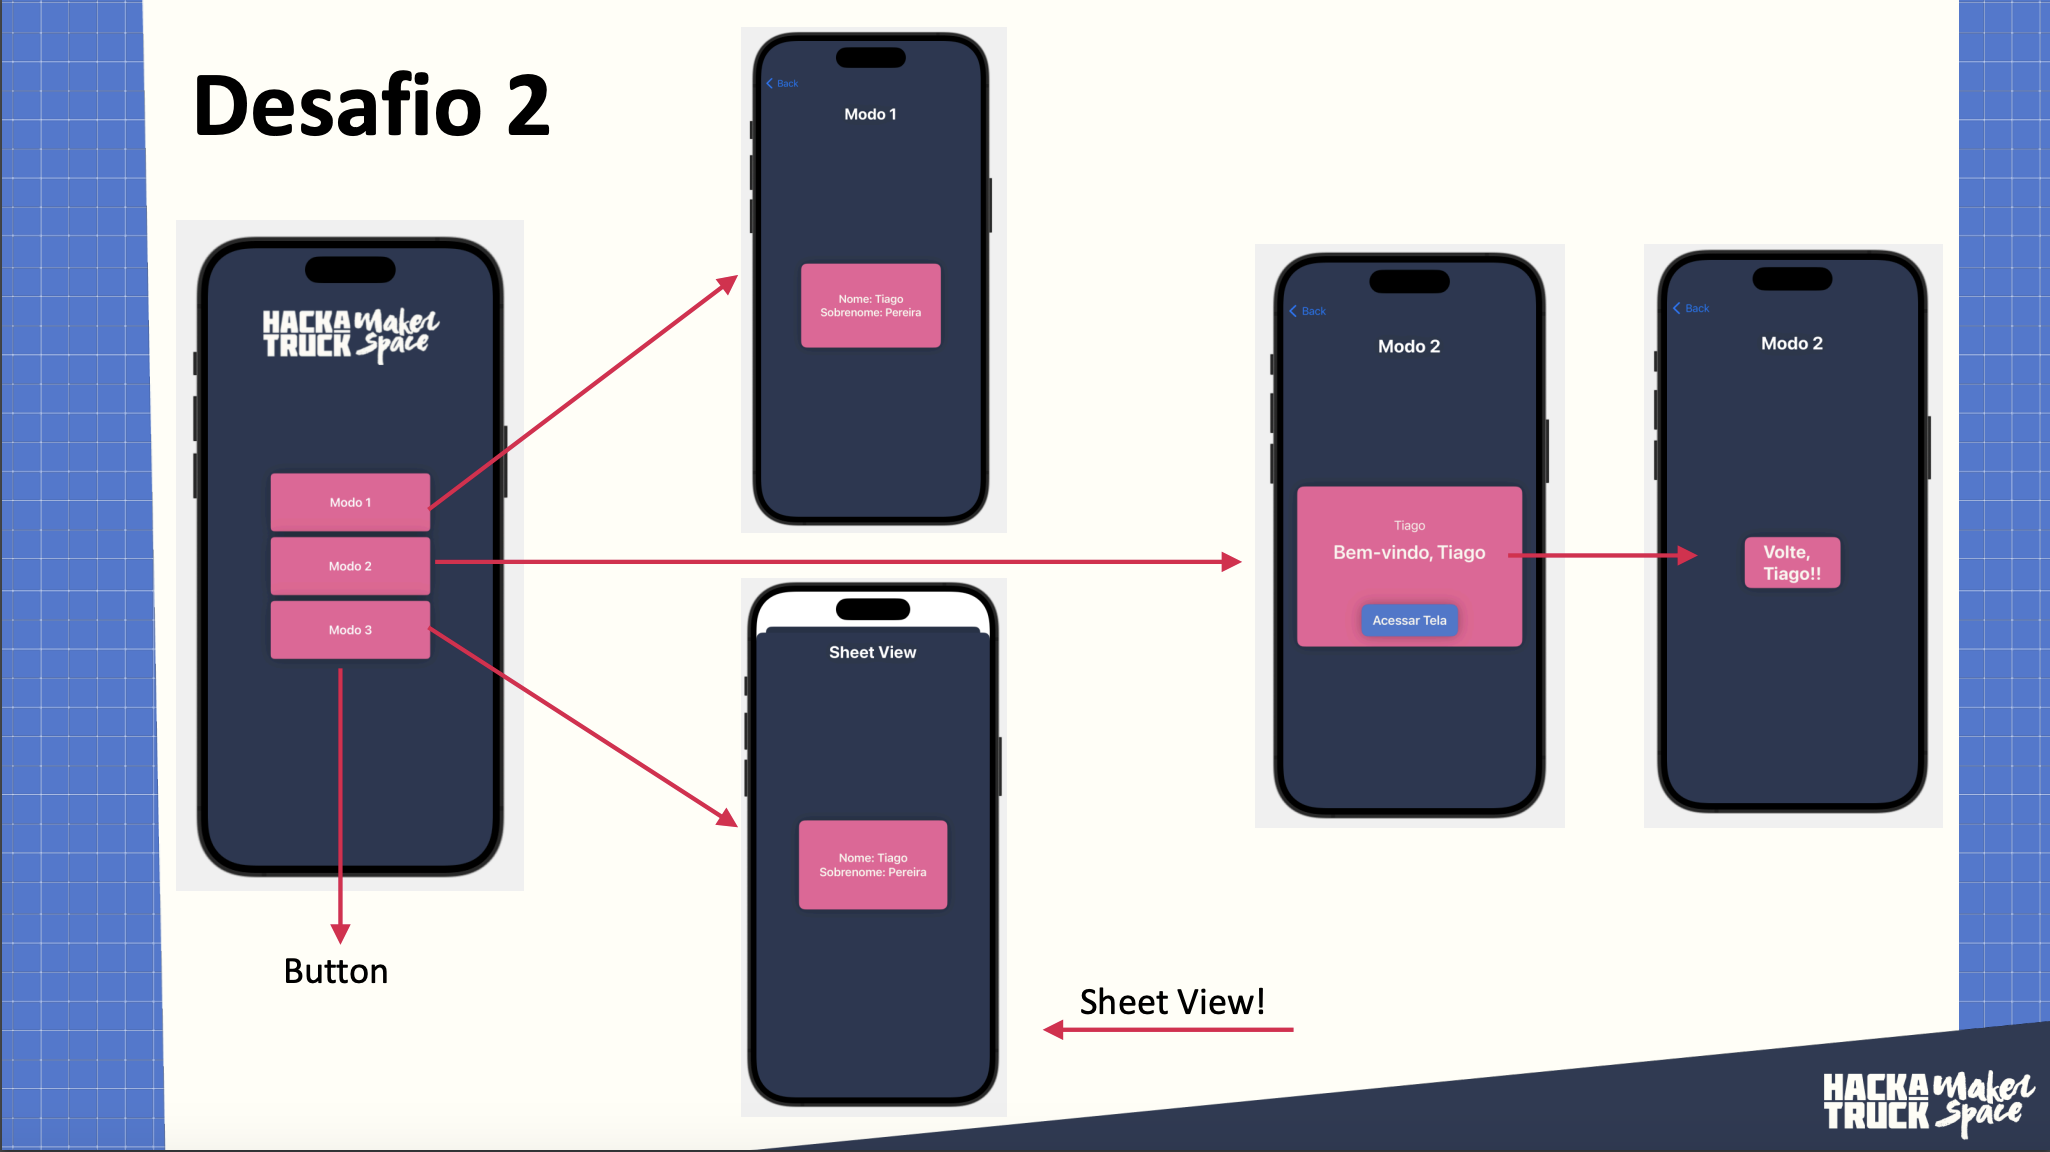 Desafio 2
HACKA Maker
TRUCK Space
Modo 1
Modo 2
Modo 3
Button
Back
Modo 1
Nome: Tiago
Sobrenome: Pereira
Sheet View
Nome: Tiago
Sobrenome: Pereira
Sheet View!
Back
Modo 2
Tiago
Bem-vindo, Tiago
Acessar Tela
Back
Modo 2
Volte,
Tiago!!
HACKA Maker
TRUCK Space